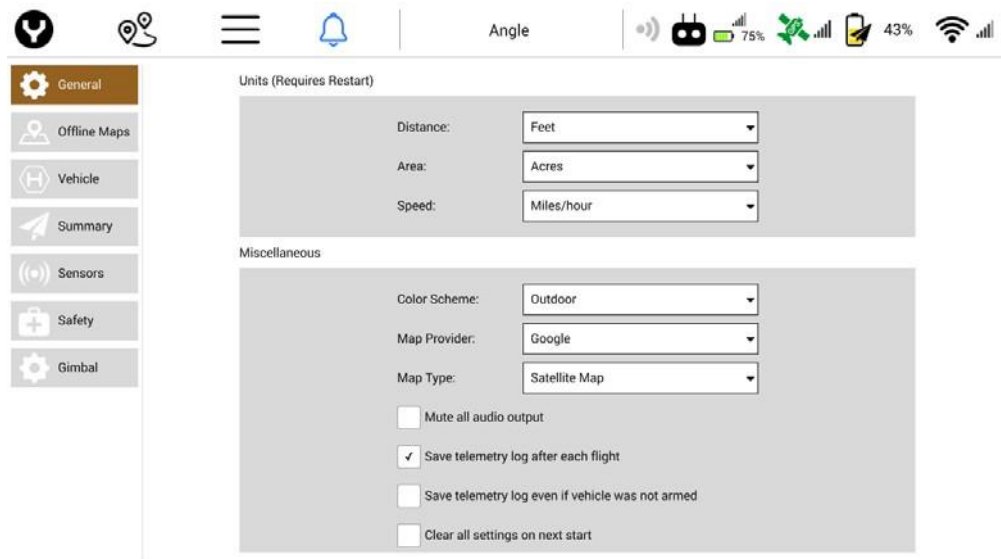 Angle
75%
43%
General
Offline Maps
Vehicle
Summary
Sensors
Safety
Gimbal
Units (Requires Restart)
Distance: Feet
Area: Acres
Speed: Miles/hour
Miscellaneous
Color Scheme: Outdoor
Map Provider: Google
Map Type: Satellite Map
Mute all audio output
Save telemetry log after each flight
Save telemetry log even if vehicle was not armed
Clear all settings on next start